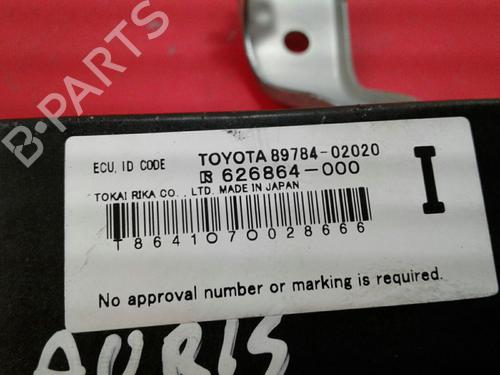 B-PARTS
ECU, ID CODE TOYOTA 89784-02020
R 626864-000
TOKAI RIKA CO., LTD. MADE IN JAPAN
I
T8641070028666
No approval number or marking is required.
AURIS